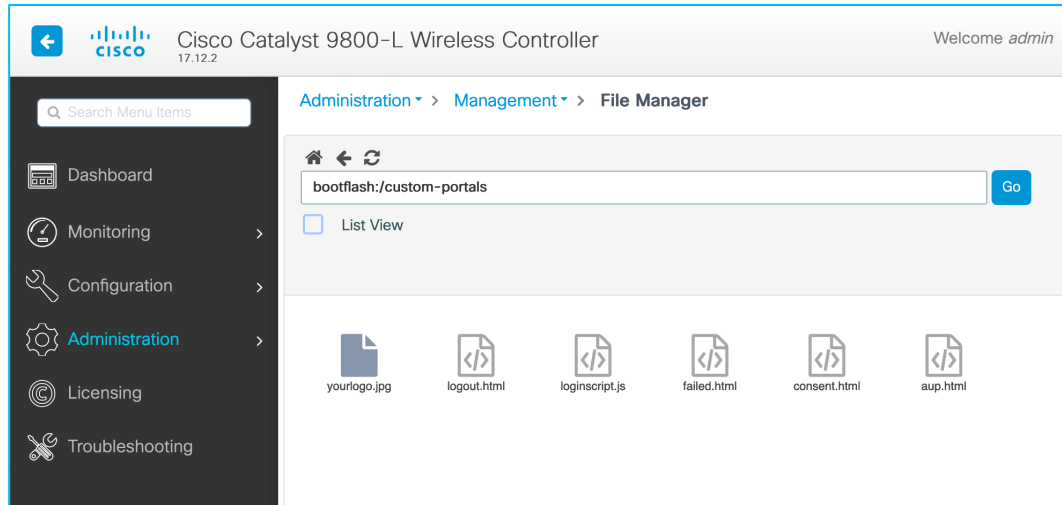 CISCO
Cisco Catalyst 9800-L Wireless Controller
17.12.2
Welcome admin
Search Menu Items
Dashboard
Monitoring
Configuration
Administration
Licensing
Troubleshooting
Administration > Management > File Manager
bootflash:/custom-portals
Go
List View
yourlogo.jpg
logout.html
loginscript.js
failed.html
consent.html
aup.html